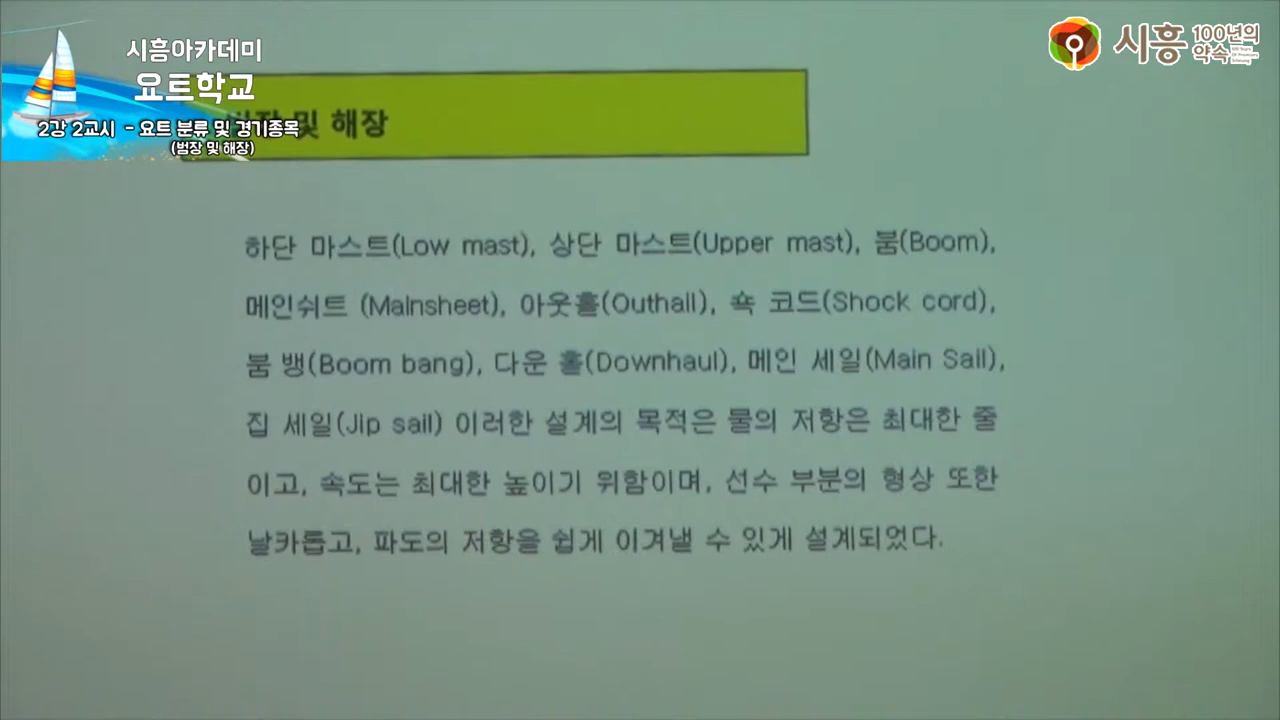 시흥아카데미
요트학교
2강 2교시 - 요트 분류 및 경기종목
(범장 및 해장)
시흥 100년의 약속
및 해장
하단 마스트(Low mast), 상단 마스트(Upper mast), 붐(Boom),
메인쉬트 (Mainsheet), 아웃홀(Outhall), 쇽 코드(Shock cord),
붐 뱅(Boom bang), 다운 홀(Downhaul), 메인 세일(Main Sail),
집 세일(Jip sail) 이러한 설계의 목적은 물의 저항은 최대한 줄
이고, 속도는 최대한 높이기 위함이며, 선수 부분의 형상 또한
날카롭고, 파도의 저항을 쉽게 이겨낼 수 있게 설계되었다.